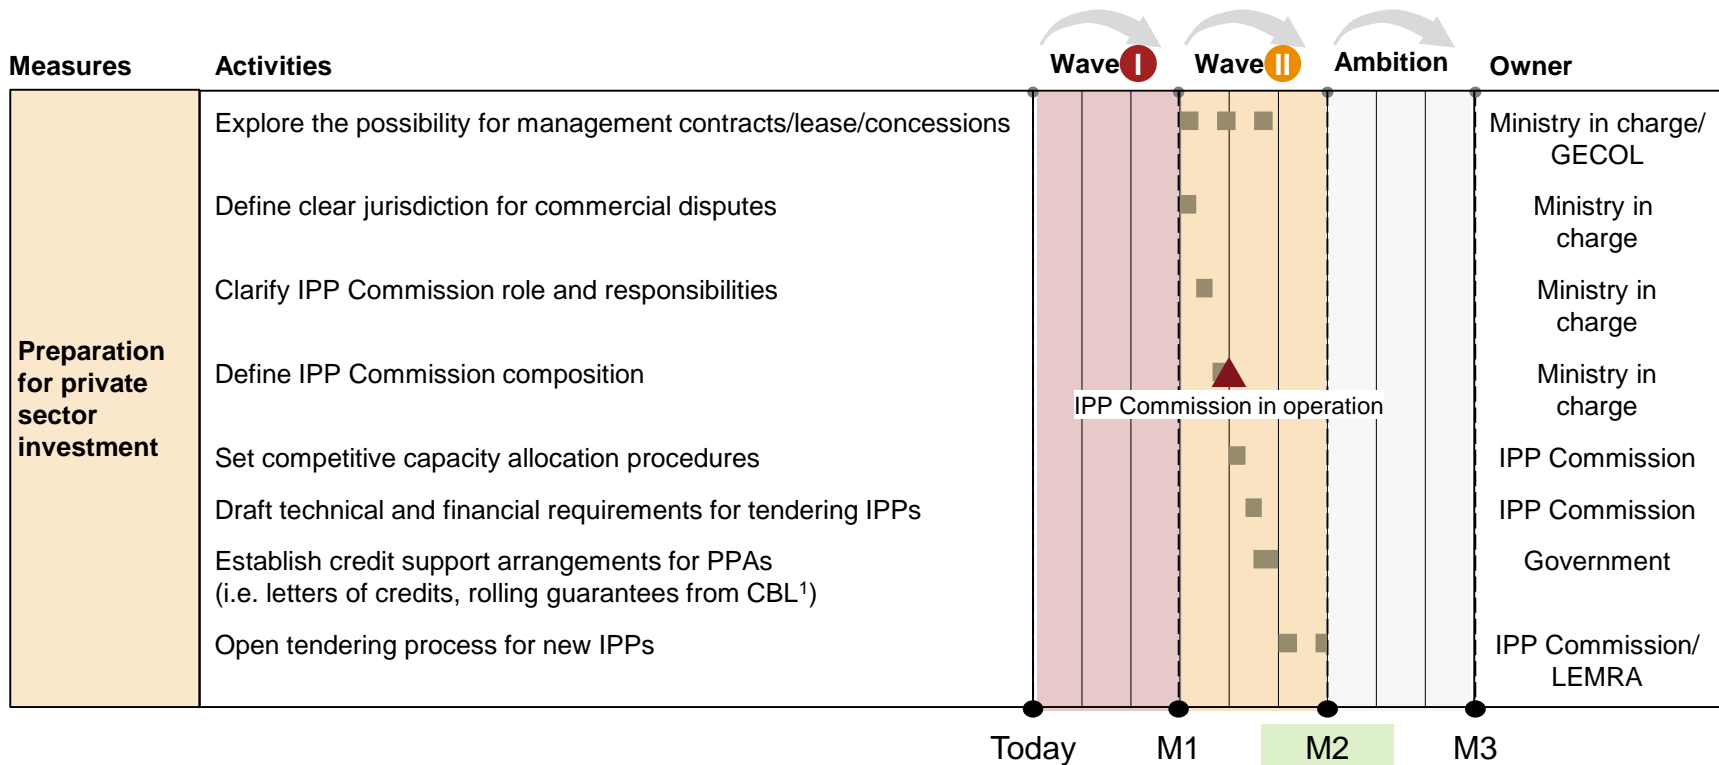 Measures
Activities
Wave I
Wave II
Ambition
Owner
Preparation
for private
sector
investment
Explore the possibility for management contracts/lease/concessions
Ministry in charge/
GECOL
Define clear jurisdiction for commercial disputes
Ministry in
charge
Clarify IPP Commission role and responsibilities
Ministry in
charge
Define IPP Commission composition
Ministry in
charge
IPP Commission in operation
Set competitive capacity allocation procedures
IPP Commission
Draft technical and financial requirements for tendering IPPs
IPP Commission
Establish credit support arrangements for PPAs
(i.e. letters of credits, rolling guarantees from CBL¹)
Government
Open tendering process for new IPPs
IPP Commission/
LEMRA
Today
M1
M2
M3